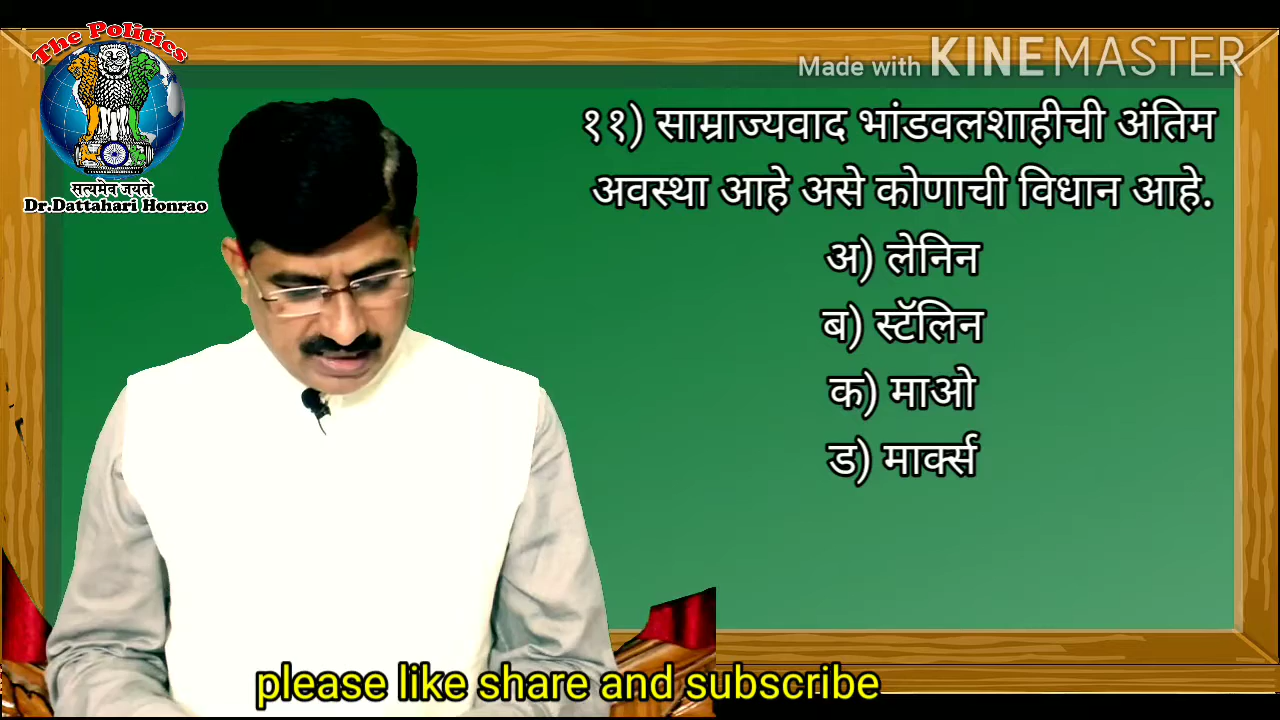 The Politics
सत्यमेव जयते
Dr.Dattahari Honrao
Made with KINEMASTER
११) साम्राज्यवाद भांडवलशाहीची अंतिम
अवस्था आहे असे कोणाची विधान आहे.
अ) लेनिन
ब) स्टॅलिन
क) माओ
ड) मार्क्स
please like share and subscribe